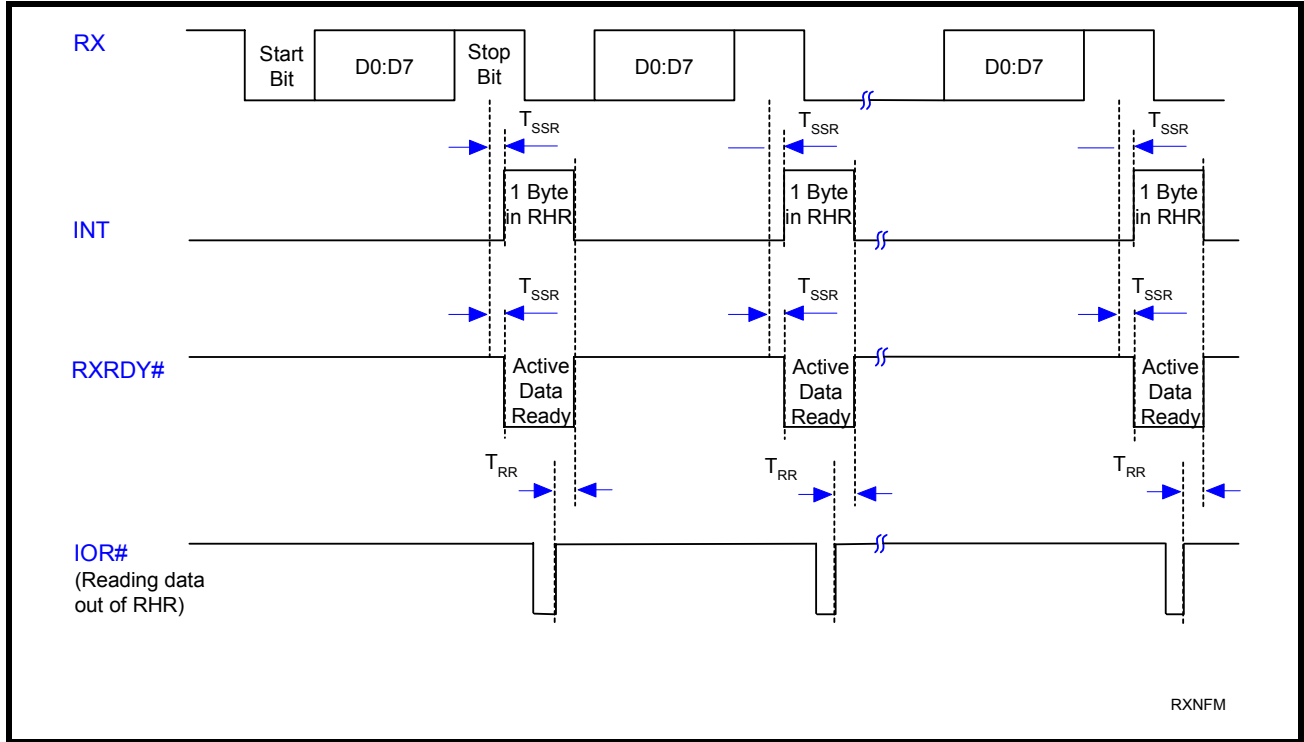 RX
Start
Bit
D0:D7
Stop
Bit
D0:D7
D0:D7
TSSR
TSSR
TSSR
INT
1 Byte
in RHR
1 Byte
in RHR
1 Byte
in RHR
TSSR
TSSR
TSSR
RXRDY#
Active
Data
Ready
Active
Data
Ready
Active
Data
Ready
TRR
TRR
TRR
IOR#
(Reading data
out of RHR)
RXNFM